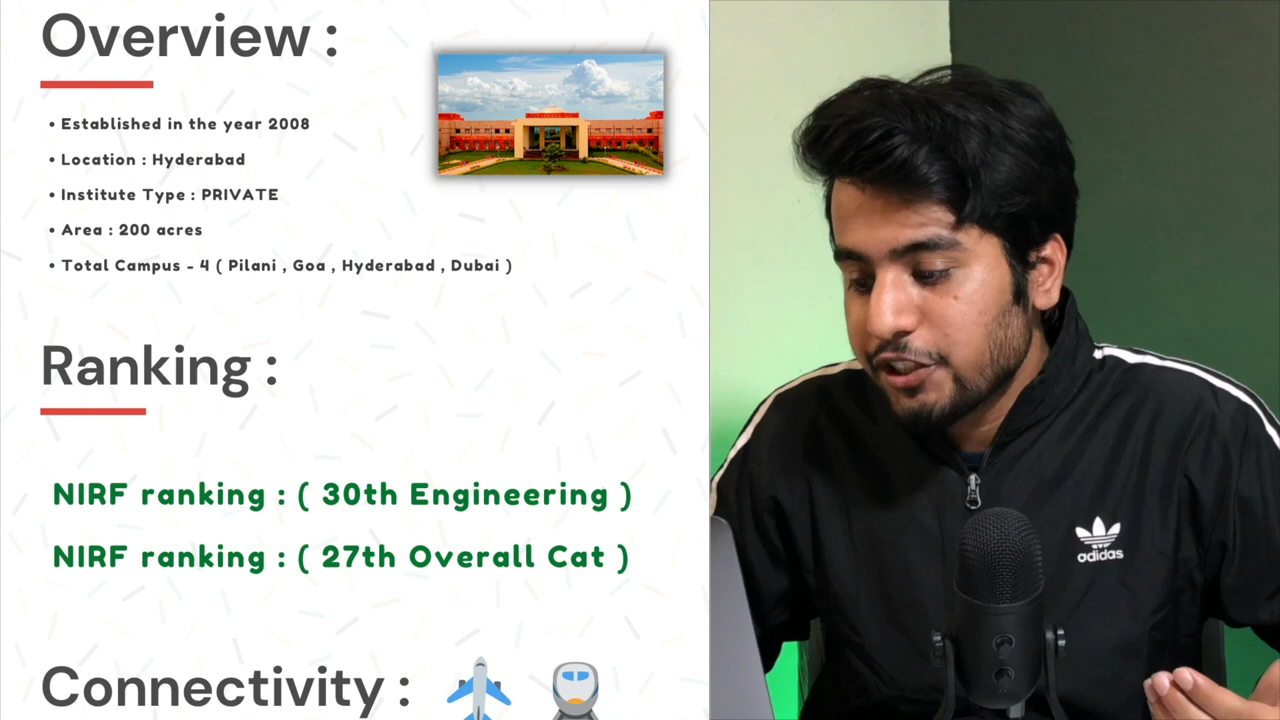 Overview :
• Established in the year 2008
• Location : Hyderabad
• Institute Type : PRIVATE
• Area : 200 acres
• Total Campus - 4 ( Pilani , Goa , Hyderabad , Dubai )
Ranking :
NIRF ranking : ( 30th Engineering )
NIRF ranking : ( 27th Overall Cat )
Connectivity :
adidas